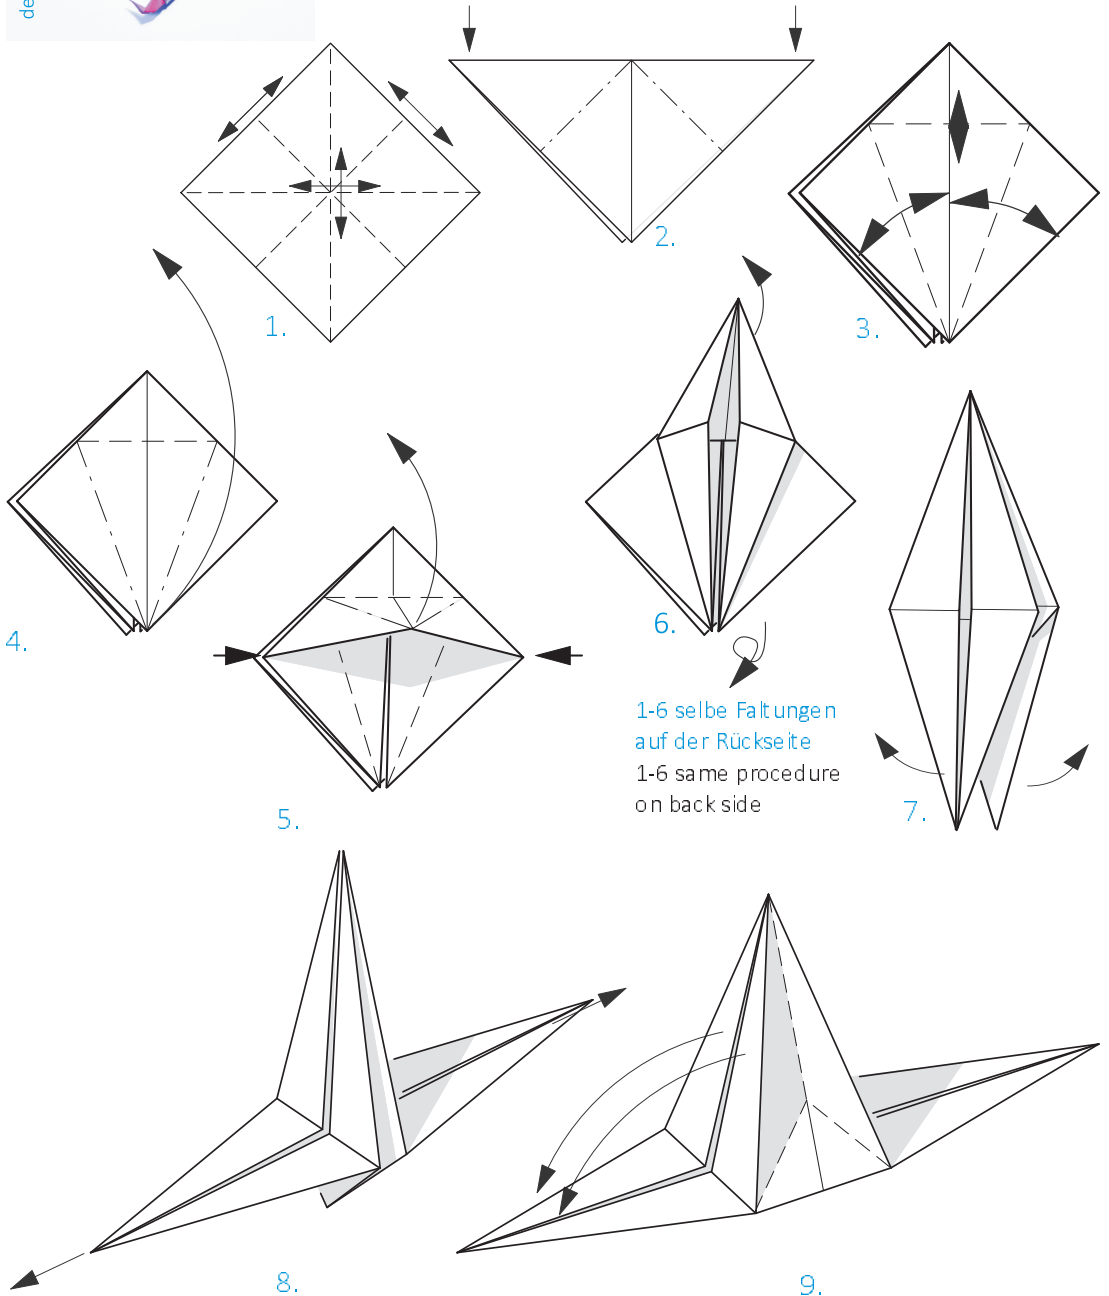 de
1.
2.
3.
4.
5.
6.
1-6 selbe Faltungen
auf der Rückseite
1-6 same procedure
on back side
7.
8.
9.